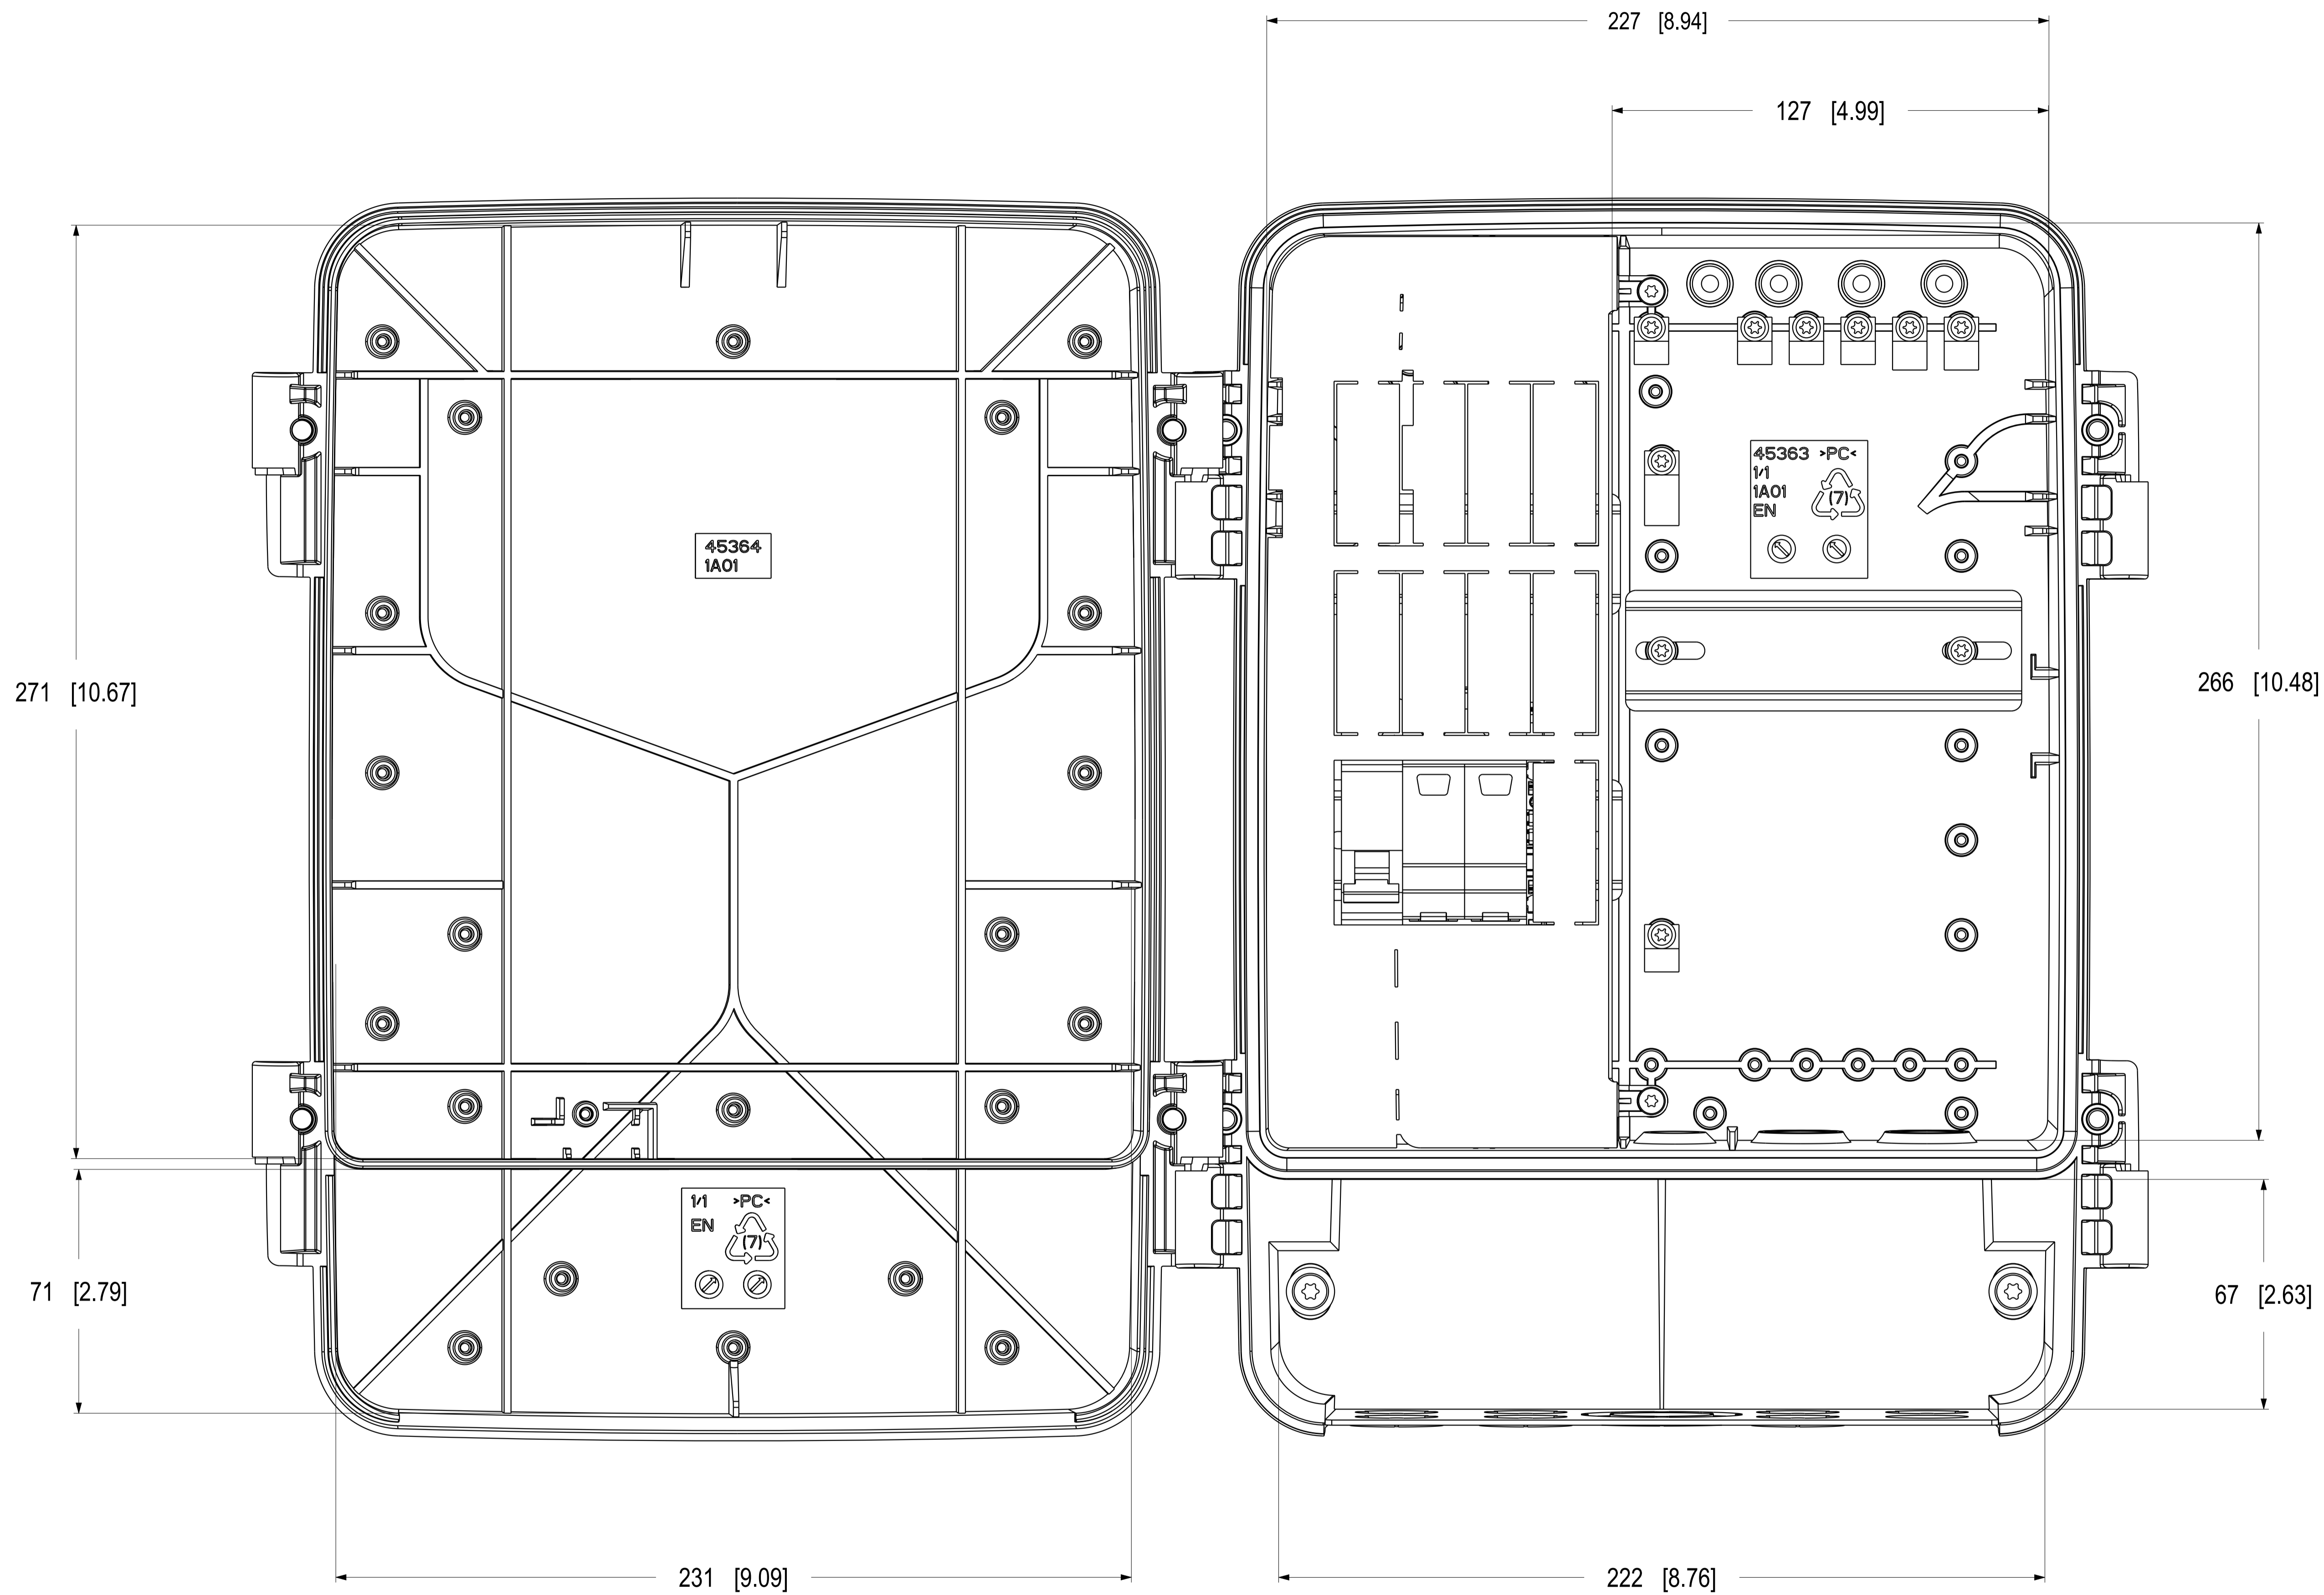 227 [8.94]
127 [4.99]
45363 >PC<
1/1
1A01
EN
(7)
45364
1A01
271 [10.67]
266 [10.48]
1/1 >PC<
EN
(7)
71 [2.79]
67 [2.63]
231 [9.09]
222 [8.76]